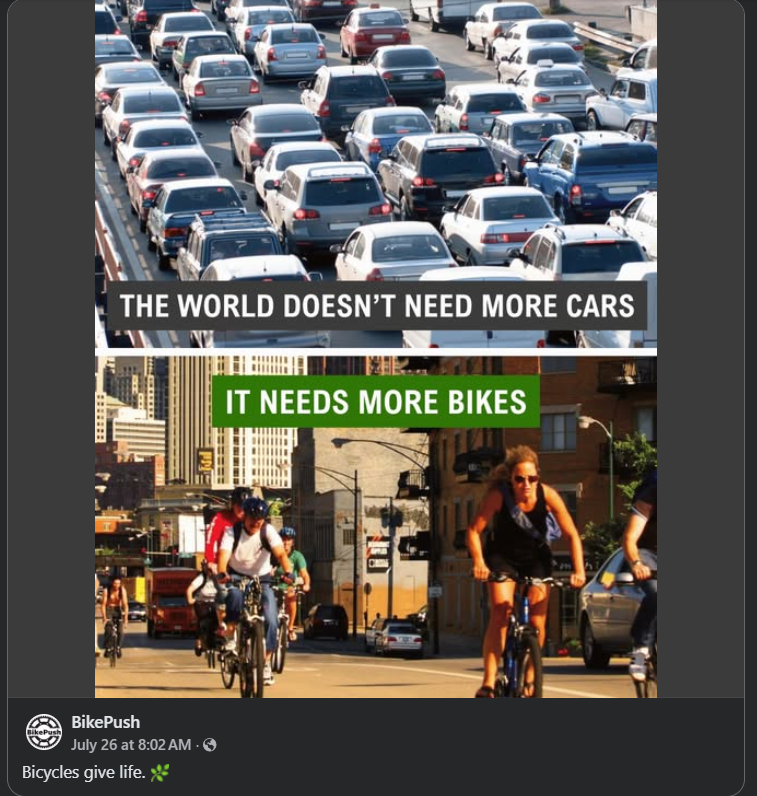 THE WORLD DOESN'T NEED MORE CARS
IT NEEDS MORE BIKES
BikePush
BikePush
July 26 at 8:02 AM ·
Bicycles give life. 🌿